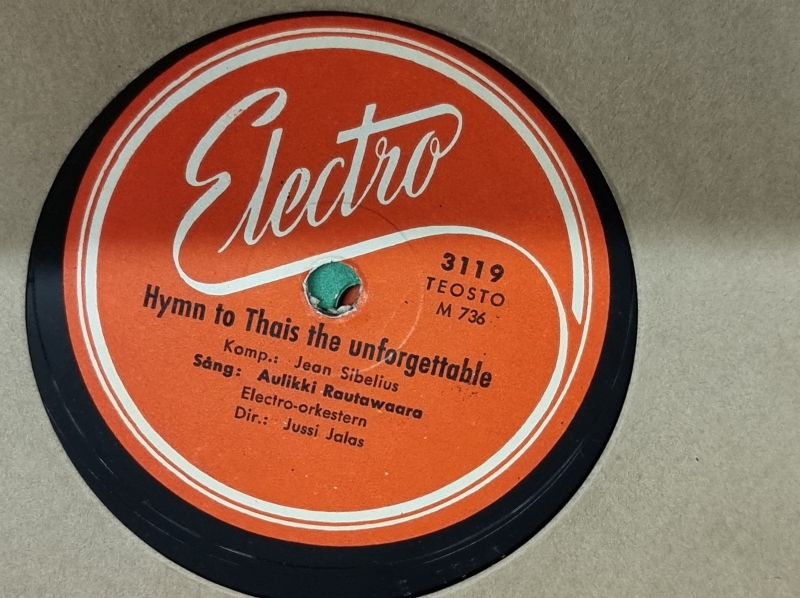 Electro
3119
TEOSTO
M 736
Hymn to Thais the unforgettable
Komp.: Jean Sibelius
Sång: Aulikki Rautawaara
Electro-orkestern
Dir.: Jussi Jalas